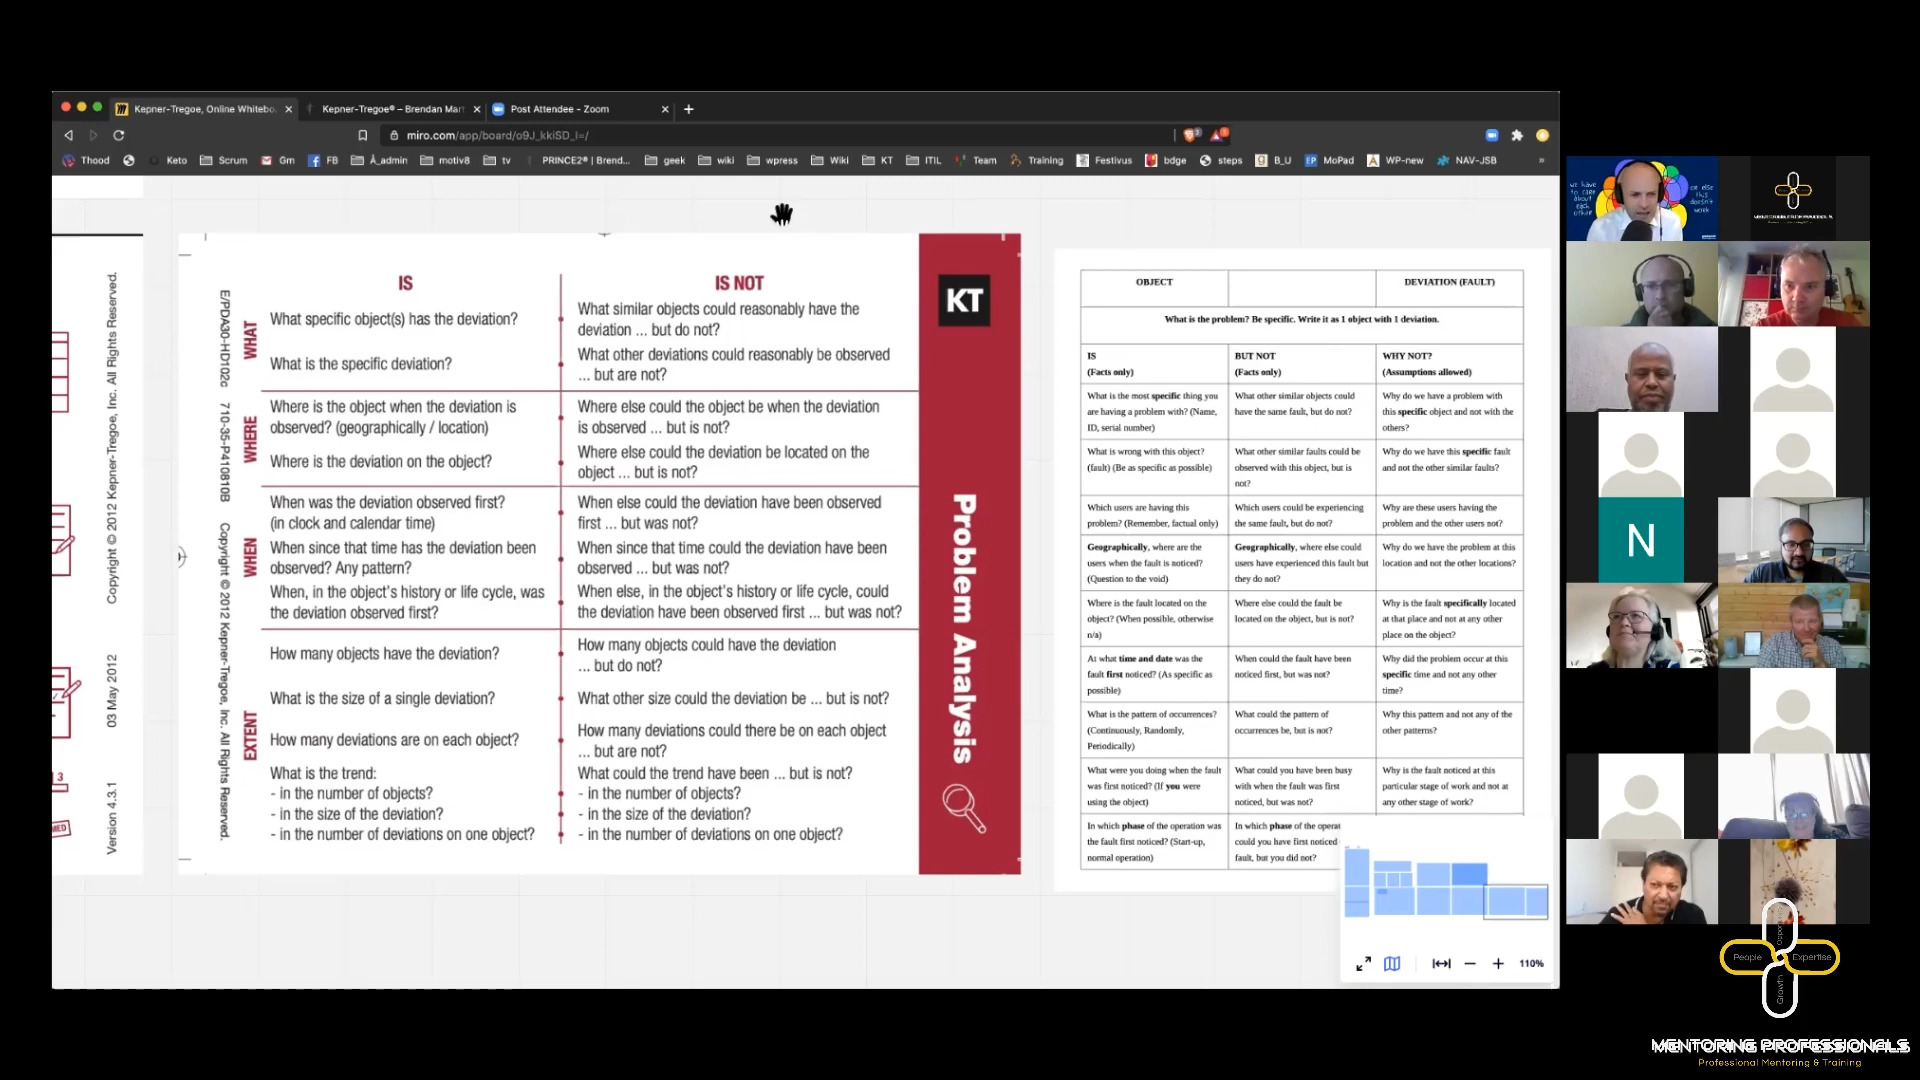 Kepner-Tregoe, Online Whitebo
Kepner-Tregoe® – Brendan Mar
Post Attendee - Zoom
miro.com/app/board/o9J_kkiSD_I=/
Thood
Keto
Scrum
Gm
FB
Å_admin
motiv8
tv
PRINCE2® | Brend...
geek
wiki
wpress
Wiki
KT
ITIL
Team
Training
Festivus
bdge
steps
B_U
MoPad
WP-new
NAV-JSB
Copyright © 2012 Kepner-Tregoe, Inc. All Rights Reserved.
03 May 2012
Version 4.3.1
E/PDA30-HD102c 710-35-P410810B Copyright © 2012 Kepner-Tregoe, Inc. All Rights Reserved.
IS
IS NOT
WHAT
What specific object(s) has the deviation?
What similar objects could reasonably have the
deviation ... but do not?
What is the specific deviation?
What other deviations could reasonably be observed
... but are not?
WHERE
Where is the object when the deviation is
observed? (geographically / location)
Where else could the object be when the deviation
is observed ... but is not?
Where is the deviation on the object?
Where else could the deviation be located on the
object ... but is not?
WHEN
When was the deviation observed first?
(in clock and calendar time)
When else could the deviation have been observed
first ... but was not?
When since that time has the deviation been
observed? Any pattern?
When since that time could the deviation have been
observed ... but was not?
When, in the object's history or life cycle, was
the deviation observed first?
When else, in the object's history or life cycle, could
the deviation have been observed first ... but was not?
EXTENT
How many objects have the deviation?
How many objects could have the deviation
... but do not?
What is the size of a single deviation?
What other size could the deviation be ... but is not?
How many deviations are on each object?
How many deviations could there be on each object
... but are not?
What is the trend:
- in the number of objects?
- in the size of the deviation?
- in the number of deviations on one object?
What could the trend have been ... but is not?
- in the number of objects?
- in the size of the deviation?
- in the number of deviations on one object?
KT
Problem Analysis
OBJECT
DEVIATION (FAULT)
What is the problem? Be specific. Write it as 1 object with 1 deviation.
IS
(Facts only)
BUT NOT
(Facts only)
WHY NOT?
(Assumptions allowed)
What is the most specific thing you
are having a problem with? (Name,
ID, serial number)
What other similar objects could
have the same fault, but do not?
Why do we have a problem with
this specific object and not with the
others?
What is wrong with this object?
(fault) (Be as specific as possible)
What other similar faults could be
observed with this object, but is
not?
Why do we have this specific fault
and not the other similar faults?
Which users are having this
problem? (Remember, factual only)
Which users could be experiencing
the same fault, but do not?
Why are these users having the
problem and the other users not?
Geographically, where are the
users when the fault is noticed?
(Question to the void)
Geographically, where else could
users have experienced this fault but
they do not?
Why do we have the problem at this
location and not the other locations?
Where is the fault located on the
object? (When possible, otherwise
n/a)
Where else could the fault be
located on the object, but is not?
Why is the fault specifically located
at that place and not at any other
place on the object?
At what time and date was the
fault first noticed? (As specific as
possible)
When could the fault have been
noticed first, but was not?
Why did the problem occur at this
specific time and not any other
time?
What is the pattern of occurrences?
(Continuously, Randomly,
Periodically)
What could the pattern of
occurrences be, but is not?
Why this pattern and not any of the
other patterns?
What were you doing when the fault
was first noticed? (If you were
using the object)
What could you have been busy
with when the fault was first
noticed, but was not?
Why is the fault noticed at this
particular stage of work and not at
any other stage of work?
In which phase of the operation was
the fault first noticed? (Start-up,
normal operation)
In which phase of the operat
could you have first noticed
fault, but you did not?
110%
we have
to care
about
each
other
or else
this
doesn't
work
N
People
Expertise
Growth
MENTORING PROFESSIONALS
Professional Mentoring & Training